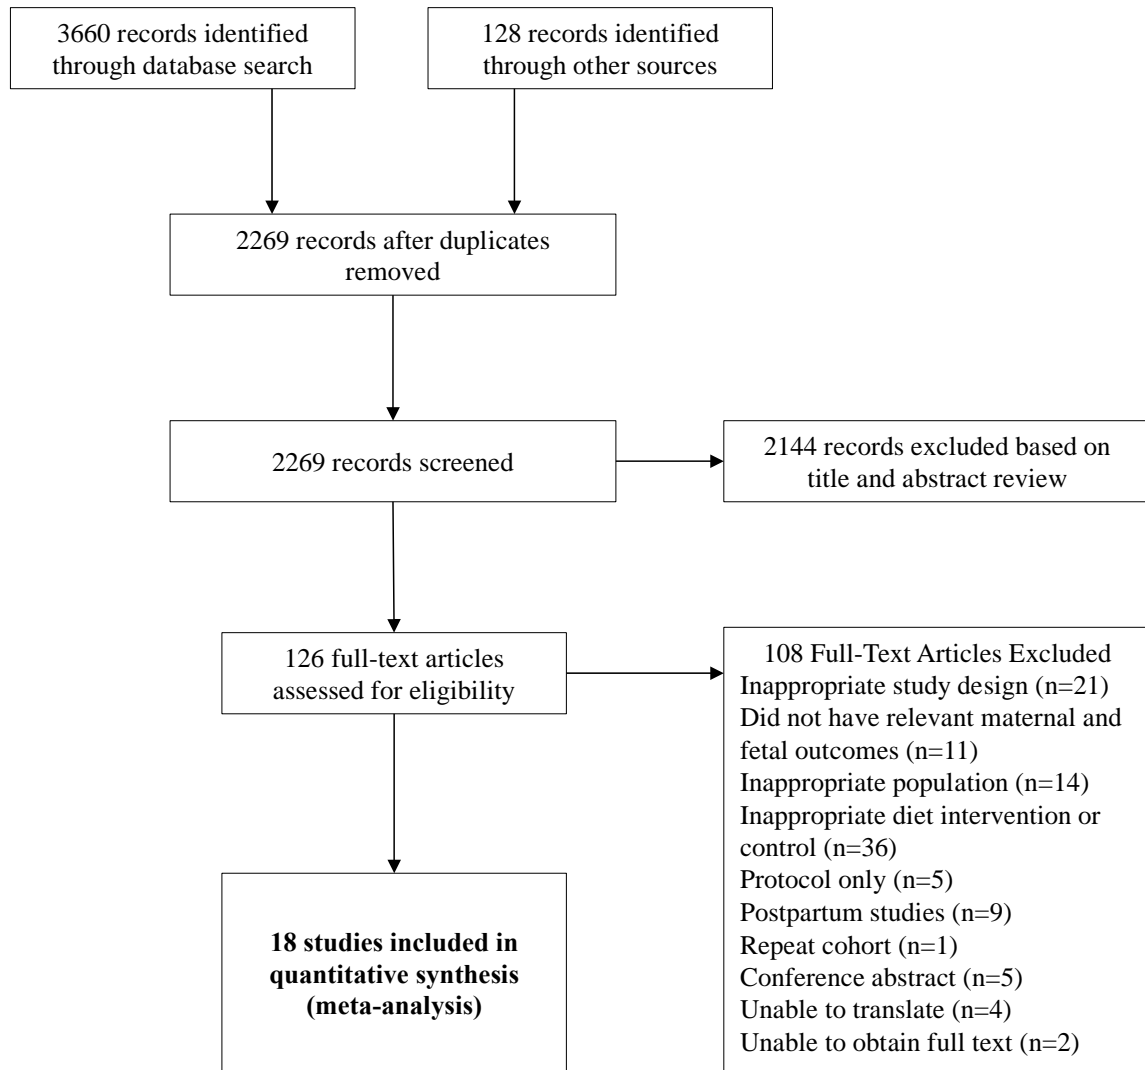 3660 records identified
through database search
128 records identified
through other sources
2269 records after duplicates
removed
2269 records screened
2144 records excluded based on
title and abstract review
126 full-text articles
assessed for eligibility
108 Full-Text Articles Excluded
Inappropriate study design (n=21)
Did not have relevant maternal and
fetal outcomes (n=11)
Inappropriate population (n=14)
Inappropriate diet intervention or
control (n=36)
Protocol only (n=5)
Postpartum studies (n=9)
Repeat cohort (n=1)
Conference abstract (n=5)
Unable to translate (n=4)
Unable to obtain full text (n=2)
18 studies included in
quantitative synthesis
(meta-analysis)